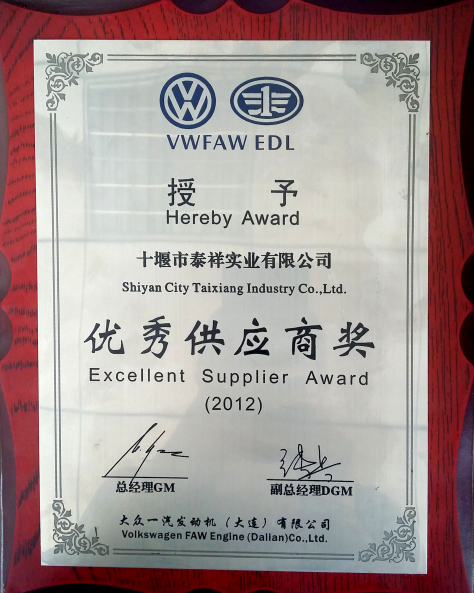 VWFAW EDL
授 予
Hereby Award
十堰市泰祥实业有限公司
Shiyan City Taixiang Industry Co.,Ltd.
优秀供应商奖
Excellent Supplier Award
(2012)
总经理GM 副总经理DGM
大众一汽发动机（大连）有限公司
Volkswagen FAW Engine (Dalian)Co.,Ltd.